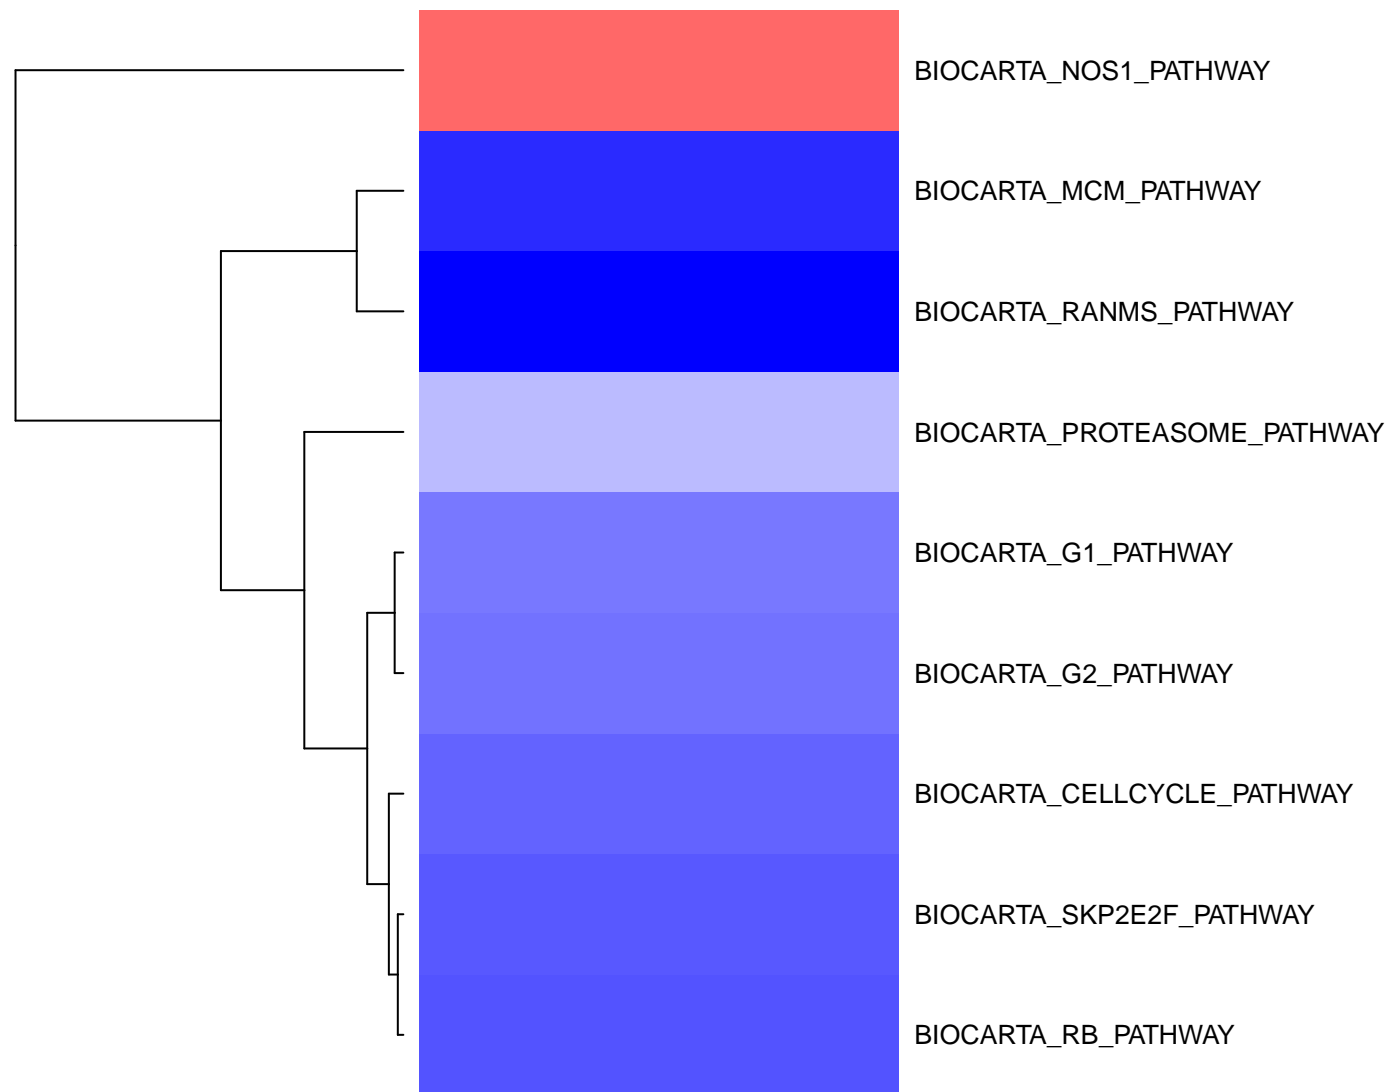 BIOCARTA_NOS1_PATHWAY
BIOCARTA_MCM_PATHWAY
BIOCARTA_RANMS_PATHWAY
BIOCARTA_PROTEASOME_PATHWAY
BIOCARTA_G1_PATHWAY
BIOCARTA_G2_PATHWAY
BIOCARTA_CELLCYCLE_PATHWAY
BIOCARTA_SKP2E2F_PATHWAY
BIOCARTA_RB_PATHWAY